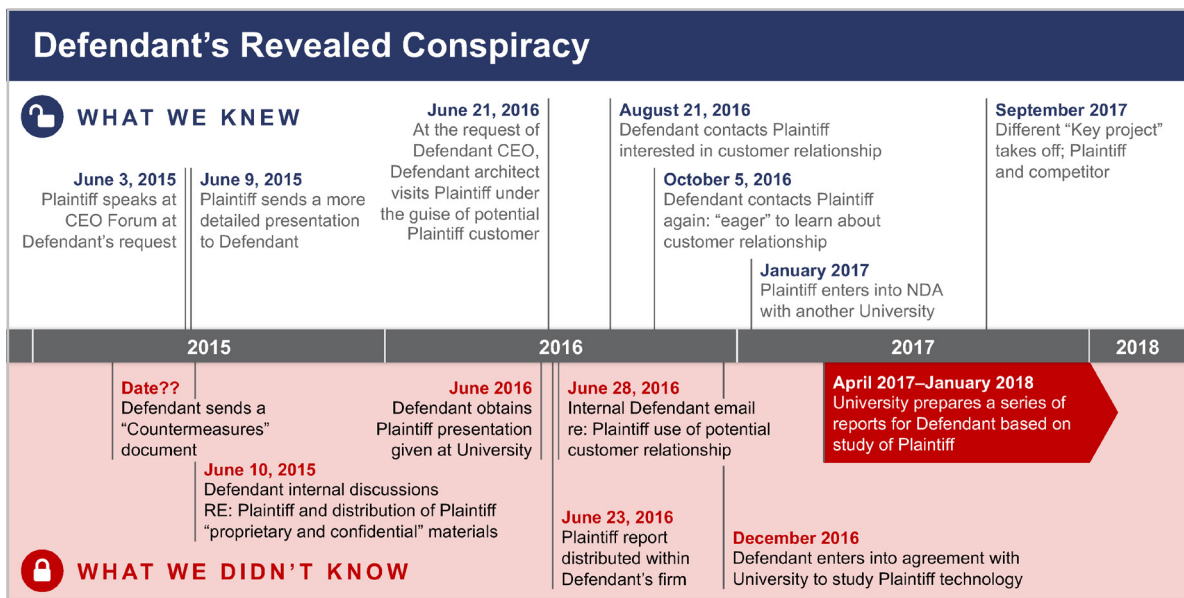 Defendant’s Revealed Conspiracy
WHAT WE KNEW
June 3, 2015
Plaintiff speaks at
CEO Forum at
Defendant’s request
June 9, 2015
Plaintiff sends a more
detailed presentation
to Defendant
June 21, 2016
At the request of
Defendant CEO,
Defendant architect
visits Plaintiff under
the guise of potential
Plaintiff customer
August 21, 2016
Defendant contacts Plaintiff
interested in customer relationship
October 5, 2016
Defendant contacts Plaintiff
again: “eager” to learn about
customer relationship
January 2017
Plaintiff enters into NDA
with another University
September 2017
Different “Key project”
takes off; Plaintiff
and competitor
2015
2016
2017
2018
Date??
Defendant sends a
“Countermeasures”
document
June 10, 2015
Defendant internal discussions
RE: Plaintiff and distribution of Plaintiff
“proprietary and confidential” materials
June 2016
Defendant obtains
Plaintiff presentation
given at University
June 28, 2016
Internal Defendant email
re: Plaintiff use of potential
customer relationship
June 23, 2016
Plaintiff report
distributed within
Defendant’s firm
December 2016
Defendant enters into agreement with
University to study Plaintiff technology
April 2017–January 2018
University prepares a series of
reports for Defendant based on
study of Plaintiff
WHAT WE DIDN’T KNOW